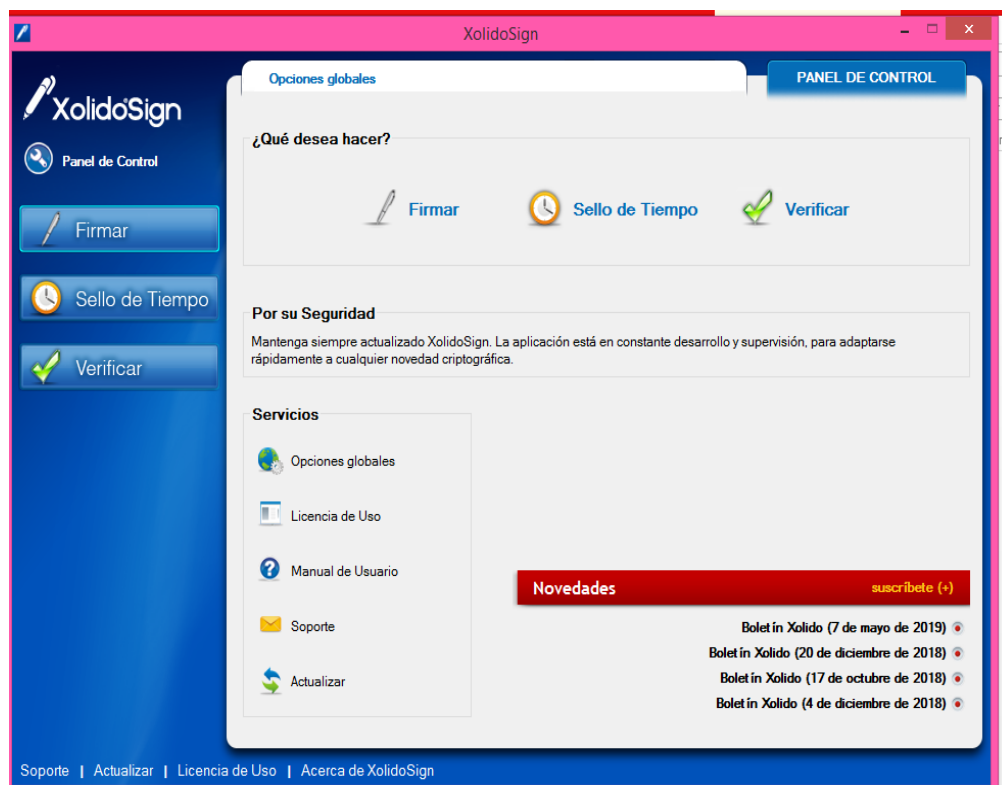 XolidoSign
XolidoSign
Panel de Control
Firmar
Sello de Tiempo
Verificar
Opciones globales
PANEL DE CONTROL
¿Qué desea hacer?
Firmar
Sello de Tiempo
Verificar
Por su Seguridad
Mantenga siempre actualizado XolidoSign. La aplicación está en constante desarrollo y supervisión, para adaptarse
rápidamente a cualquier novedad criptográfica.
Servicios
Opciones globales
Licencia de Uso
Manual de Usuario
Soporte
Actualizar
Novedades
suscríbete (+)
Boletín Xolido (7 de mayo de 2019)
Boletín Xolido (20 de diciembre de 2018)
Boletín Xolido (17 de octubre de 2018)
Boletín Xolido (4 de diciembre de 2018)
Soporte | Actualizar | Licencia de Uso | Acerca de XolidoSign